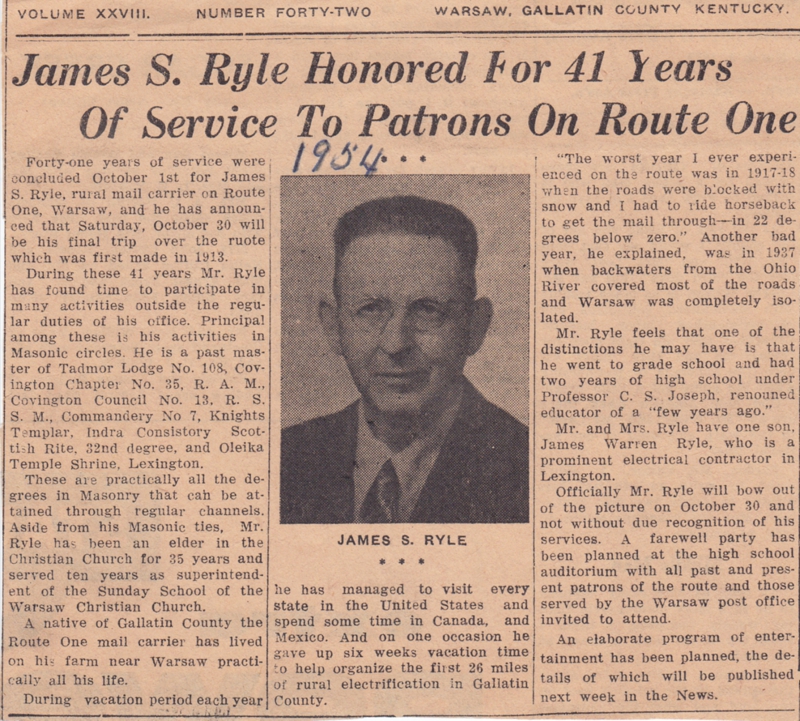 VOLUME XXVIII. NUMBER FORTY-TWO WARSAW, GALLATIN COUNTY KENTUCKY.
James S. Ryle Honored For 41 Years
Of Service To Patrons On Route One
1954
Forty-one years of service were
concluded October 1st for James
S. Ryle, rural mail carrier on Route
One, Warsaw, and he has announ-
ced that Saturday, October 30 will
be his final trip over the ruote
which was first made in 1913.
During these 41 years Mr. Ryle
has found time to participate in
many activities outside the regu-
lar duties of his office. Principal
among these is his activities in
Masonic circles. He is a past mas-
ter of Tadmor Lodge No. 108, Cov-
ington Chapter No. 35, R. A. M.,
Covington Council No. 13, R. S.
S. M., Commandery No 7, Knights
Templar, Indra Consistory Scot-
tish Rite, 32nd degree, and Oleika
Temple Shrine, Lexington.
These are practically all the de-
grees in Masonry that cah be at-
tained through regular channels.
Aside from his Masonic ties, Mr.
Ryle has been an elder in the
Christian Church for 35 years and
served ten years as superintend-
ent of the Sunday School of the
Warsaw Christian Church.
A native of Gallatin County the
Route One mail carrier has lived
on his farm near Warsaw practi-
cally all his life.
During vacation period each year
* * *
JAMES S. RYLE
* * *
he has managed to visit every
state in the United States and
spend some time in Canada, and
Mexico. And on one occasion he
gave up six weeks vacation time
to help organize the first 26 miles
of rural electrification in Gallatin
County.
"The worst year I ever experi-
enced on the route was in 1917-18
when the roads were blocked with
snow and I had to ride horseback
to get the mail through—in 22 de-
grees below zero." Another bad
year, he explained, was in 1937
when backwaters from the Ohio
River covered most of the roads
and Warsaw was completely iso-
lated.
Mr. Ryle feels that one of the
distinctions he may have is that
he went to grade school and had
two years of high school under
Professor C. S. Joseph, renouned
educator of a "few years ago."
Mr. and Mrs. Ryle have one son,
James Warren Ryle, who is a
prominent electrical contractor in
Lexington.
Officially Mr. Ryle will bow out
of the picture on October 30 and
not without due recognition of his
services. A farewell party has
been planned at the high school
auditorium with all past and pres-
ent patrons of the route and those
served by the Warsaw post office
invited to attend.
An elaborate program of enter-
tainment has been planned, the de-
tails of which will be published
next week in the News.